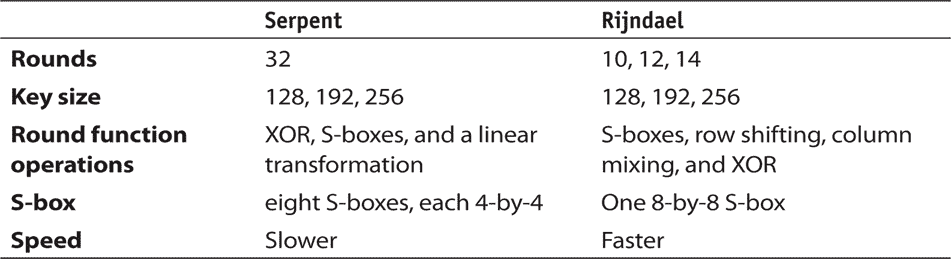 Serpent Rijndael
Rounds 32 10, 12, 14
Key size 128, 192, 256 128, 192, 256
Round function XOR, S-boxes, and a linear S-boxes, row shifting, column
operations transformation mixing, and XOR
S-box eight S-boxes, each 4-by-4 One 8-by-8 S-box
Speed Slower Faster